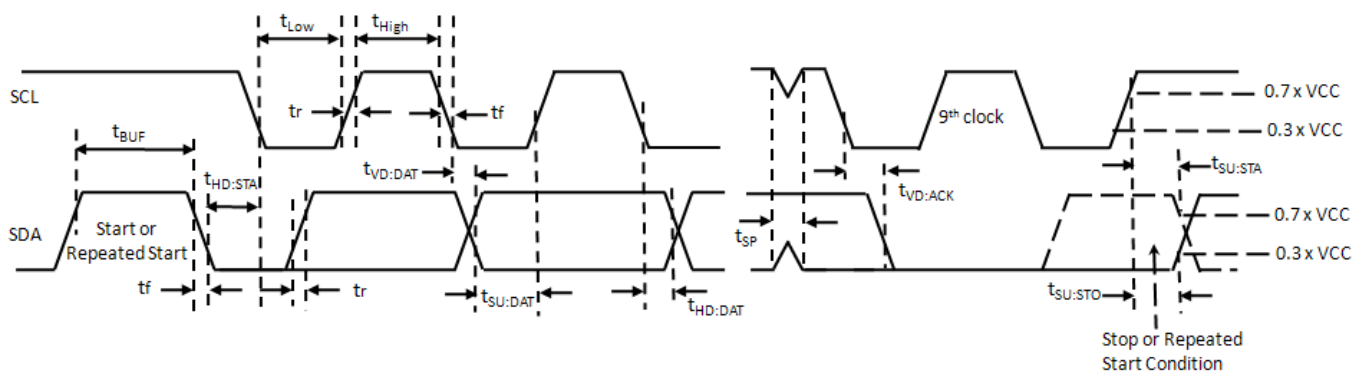 tLow
tHigh
SCL
tr
tf
9th clock
0.7 x VCC
0.3 x VCC
tBUF
tHD:STA
tVD:DAT
tVD:ACK
tSU:STA
SDA
Start or
Repeated Start
tSP
0.7 x VCC
0.3 x VCC
tf
tr
tSU:DAT
tHD:DAT
tSU:STO
Stop or Repeated
Start Condition